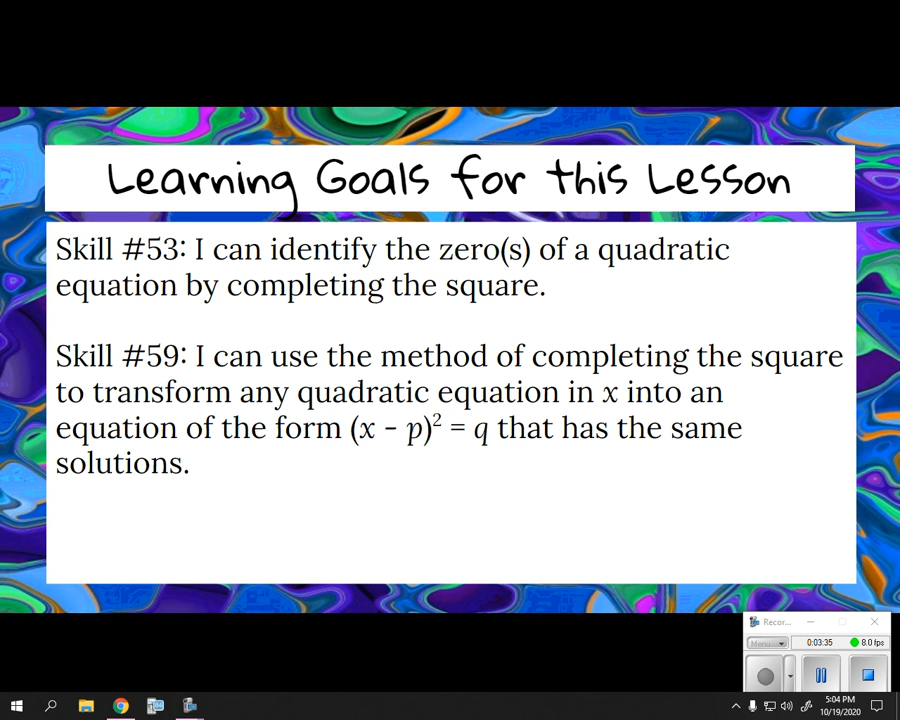 Learning Goals for this Lesson
Skill #53: I can identify the zero(s) of a quadratic
equation by completing the square.
Skill #59: I can use the method of completing the square
to transform any quadratic equation in x into an
equation of the form (x - p)² = q that has the same
solutions.
Recor...
Menu
0:03:35
8.0 fps
5:04 PM
10/19/2020